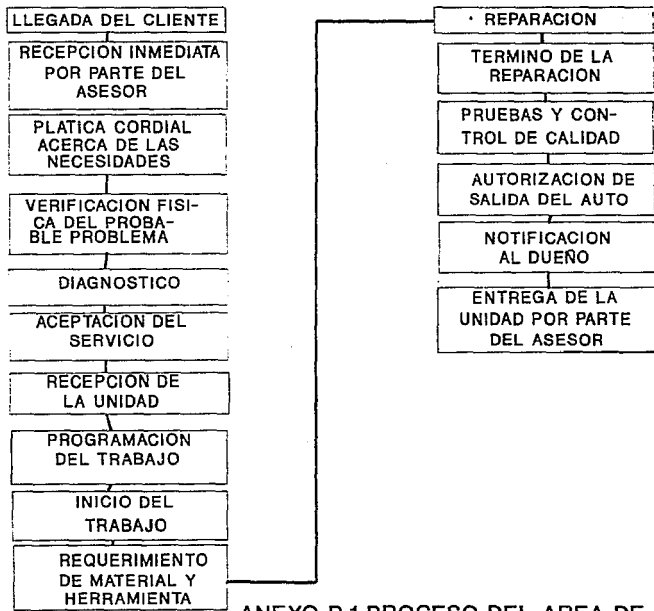 LLEGADA DEL CLIENTE
RECEPCION INMEDIATA
POR PARTE DEL
ASESOR
PLATICA CORDIAL
ACERCA DE LAS
NECESIDADES
VERIFICACION FISI-
CA DEL PROBA-
BLE PROBLEMA
DIAGNOSTICO
ACEPTACION DEL
SERVICIO
RECEPCION DE
LA UNIDAD
PROGRAMACION
DEL TRABAJO
INICIO DEL
TRABAJO
REQUERIMIENTO
DE MATERIAL Y
HERRAMIENTA
REPARACION
TERMINO DE LA
REPARACION
PRUEBAS Y CON-
TROL DE CALIDAD
AUTORIZACION DE
SALIDA DEL AUTO
NOTIFICACION
AL DUEÑO
ENTREGA DE LA
UNIDAD POR PARTE
DEL ASESOR
ANEXO B.1 PROCESO DEL AREA DE